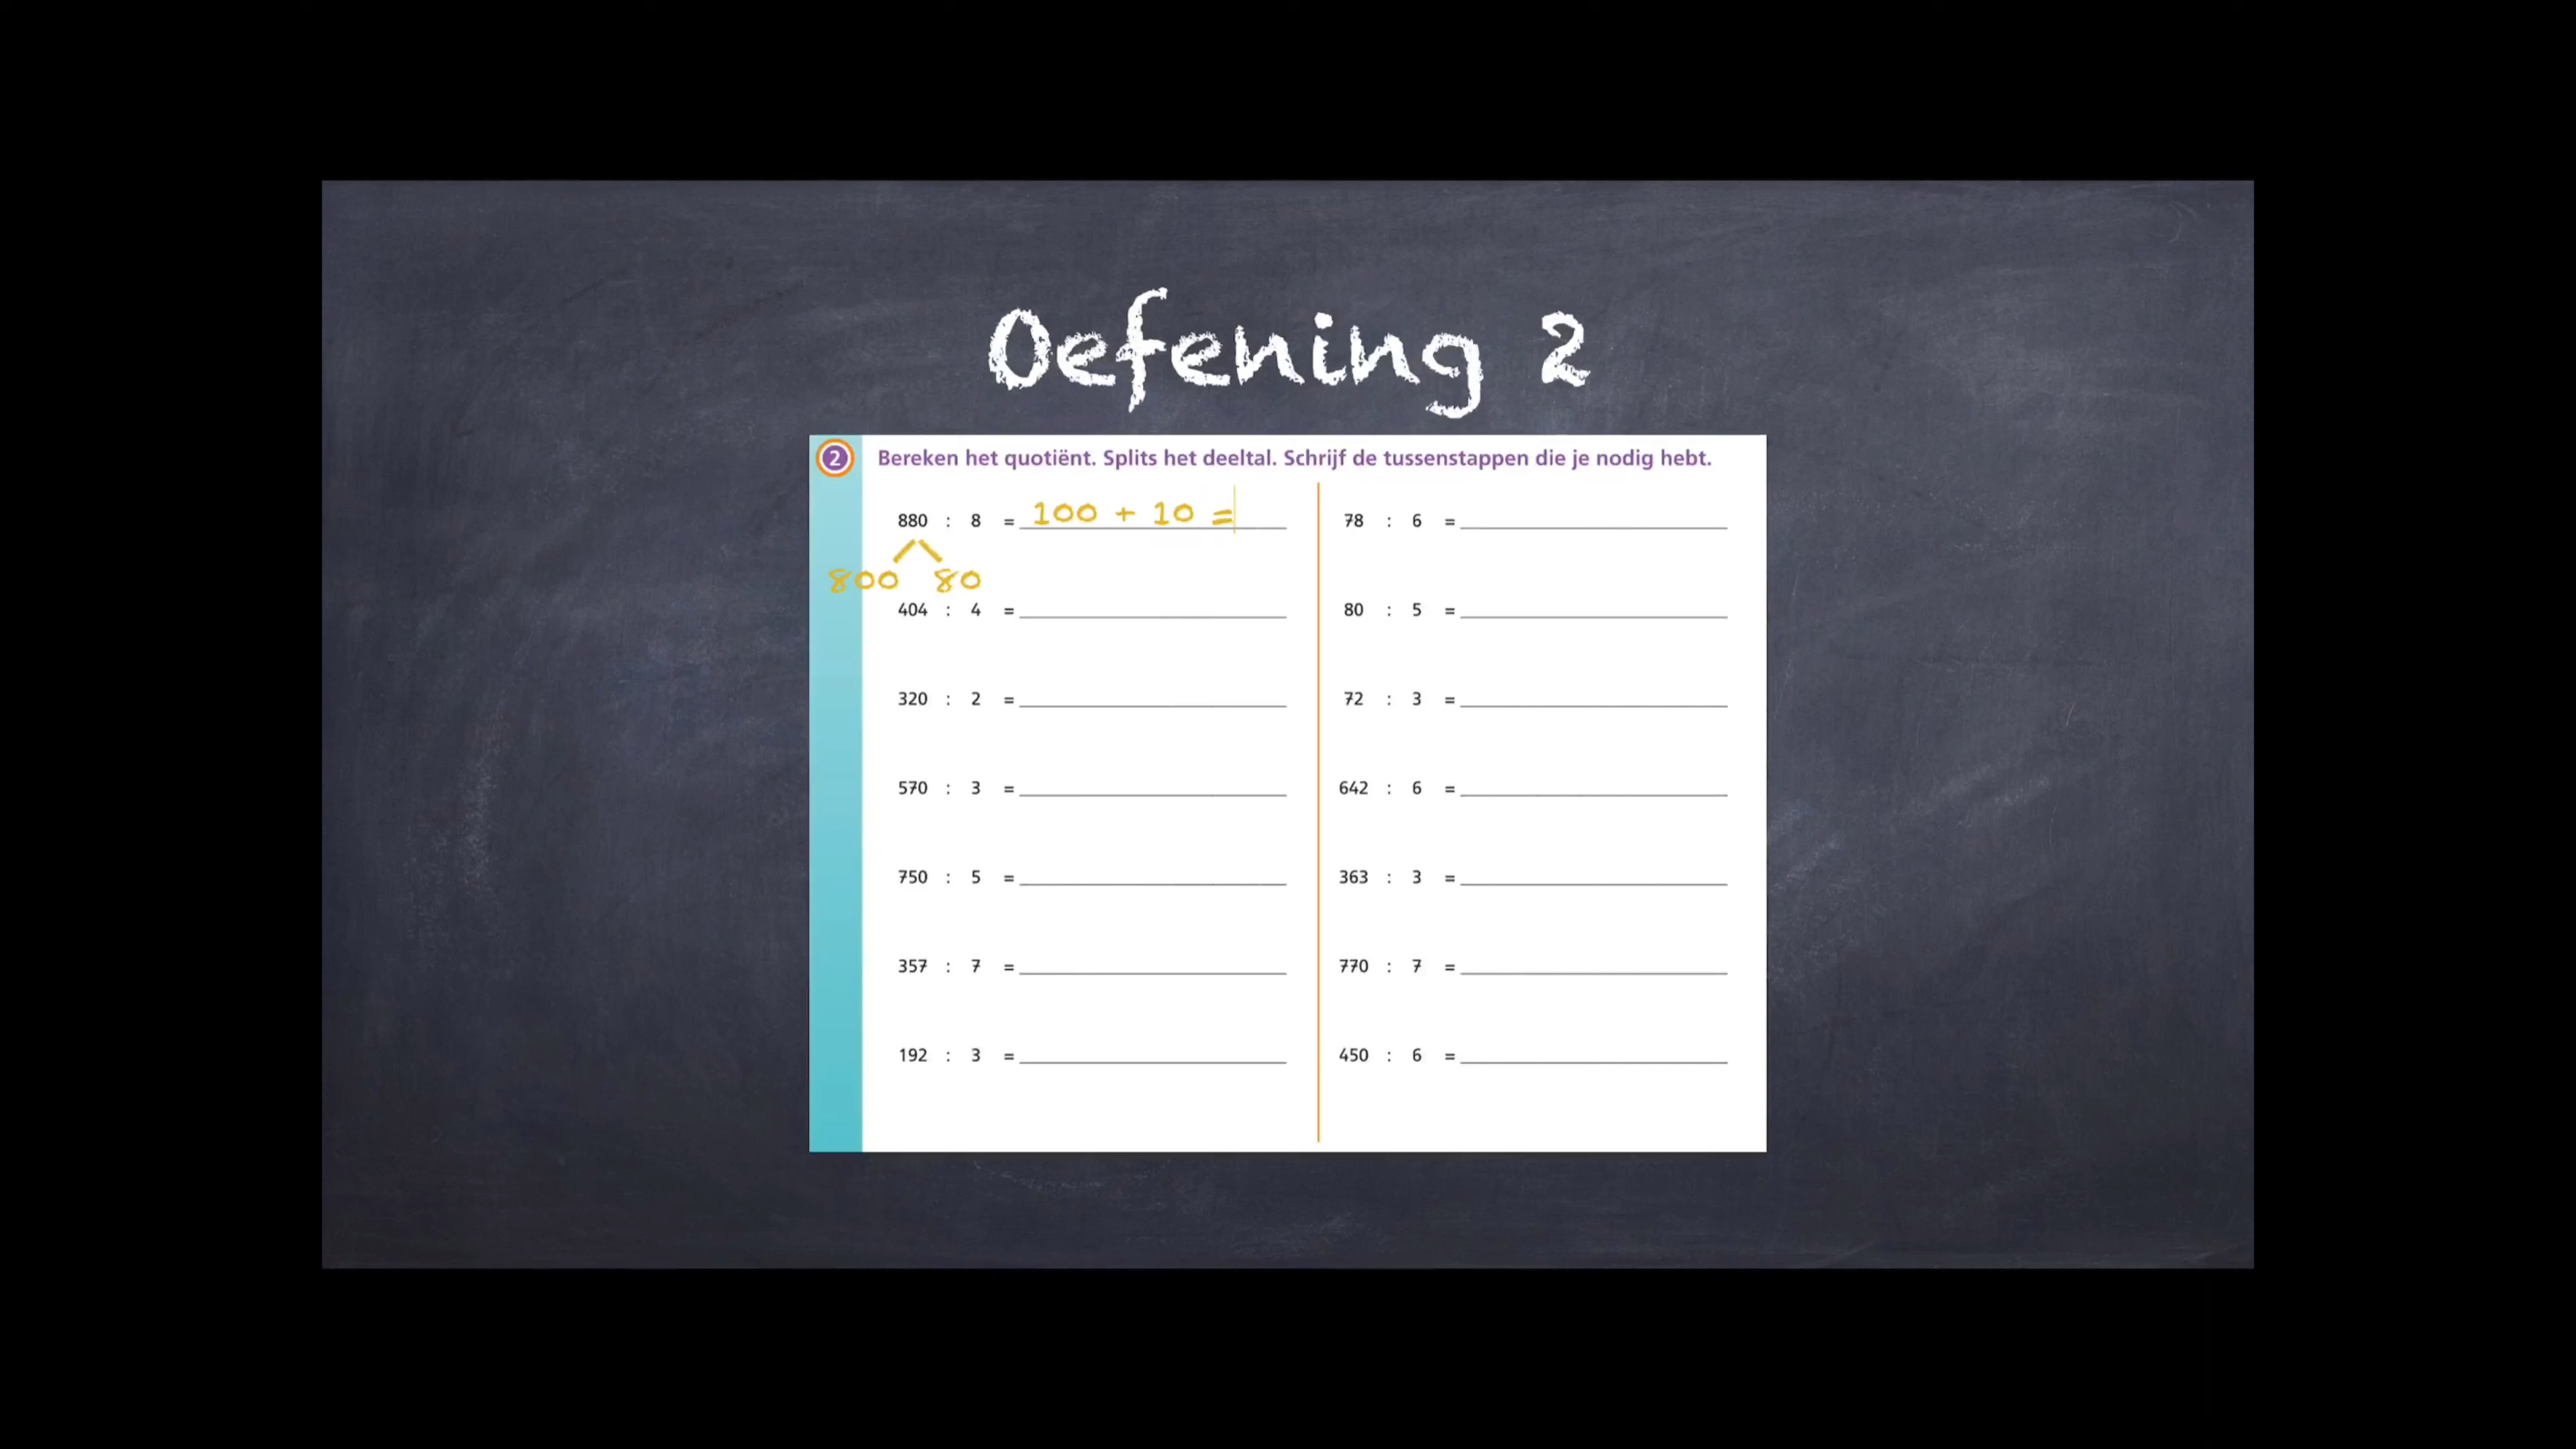 Oefening 2
2 Bereken het quotiënt. Splits het deeltal. Schrijf de tussenstappen die je nodig hebt.
880 : 8 = 100 + 10 =
800 80
404 : 4 =
320 : 2 =
570 : 3 =
750 : 5 =
357 : 7 =
192 : 3 =
78 : 6 =
80 : 5 =
72 : 3 =
642 : 6 =
363 : 3 =
770 : 7 =
450 : 6 =